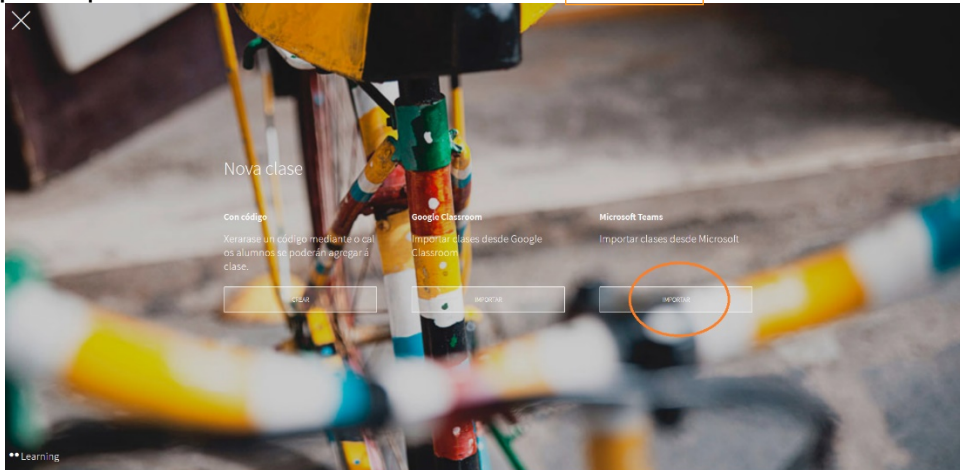 Nova clase
Con código
Xerarase un código mediante o cal
os alumnos se poderán agregar á
clase.
CREAR
Google Classroom
Importar clases desde Google
Classroom
IMPORTAR
Microsoft Teams
Importar clases desde Microsoft
IMPORTAR
Learning